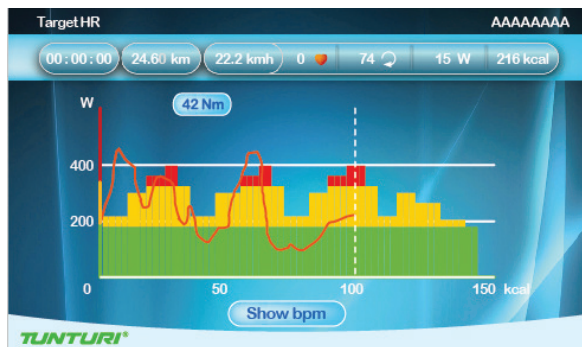 Target HR AAAAAAAA
00:00:00 24.60 km 22.2 kmh 0 74 15 W 216 kcal
W 42 Nm
400
200
0 50 100 150 kcal
Show bpm
TUNTURI®